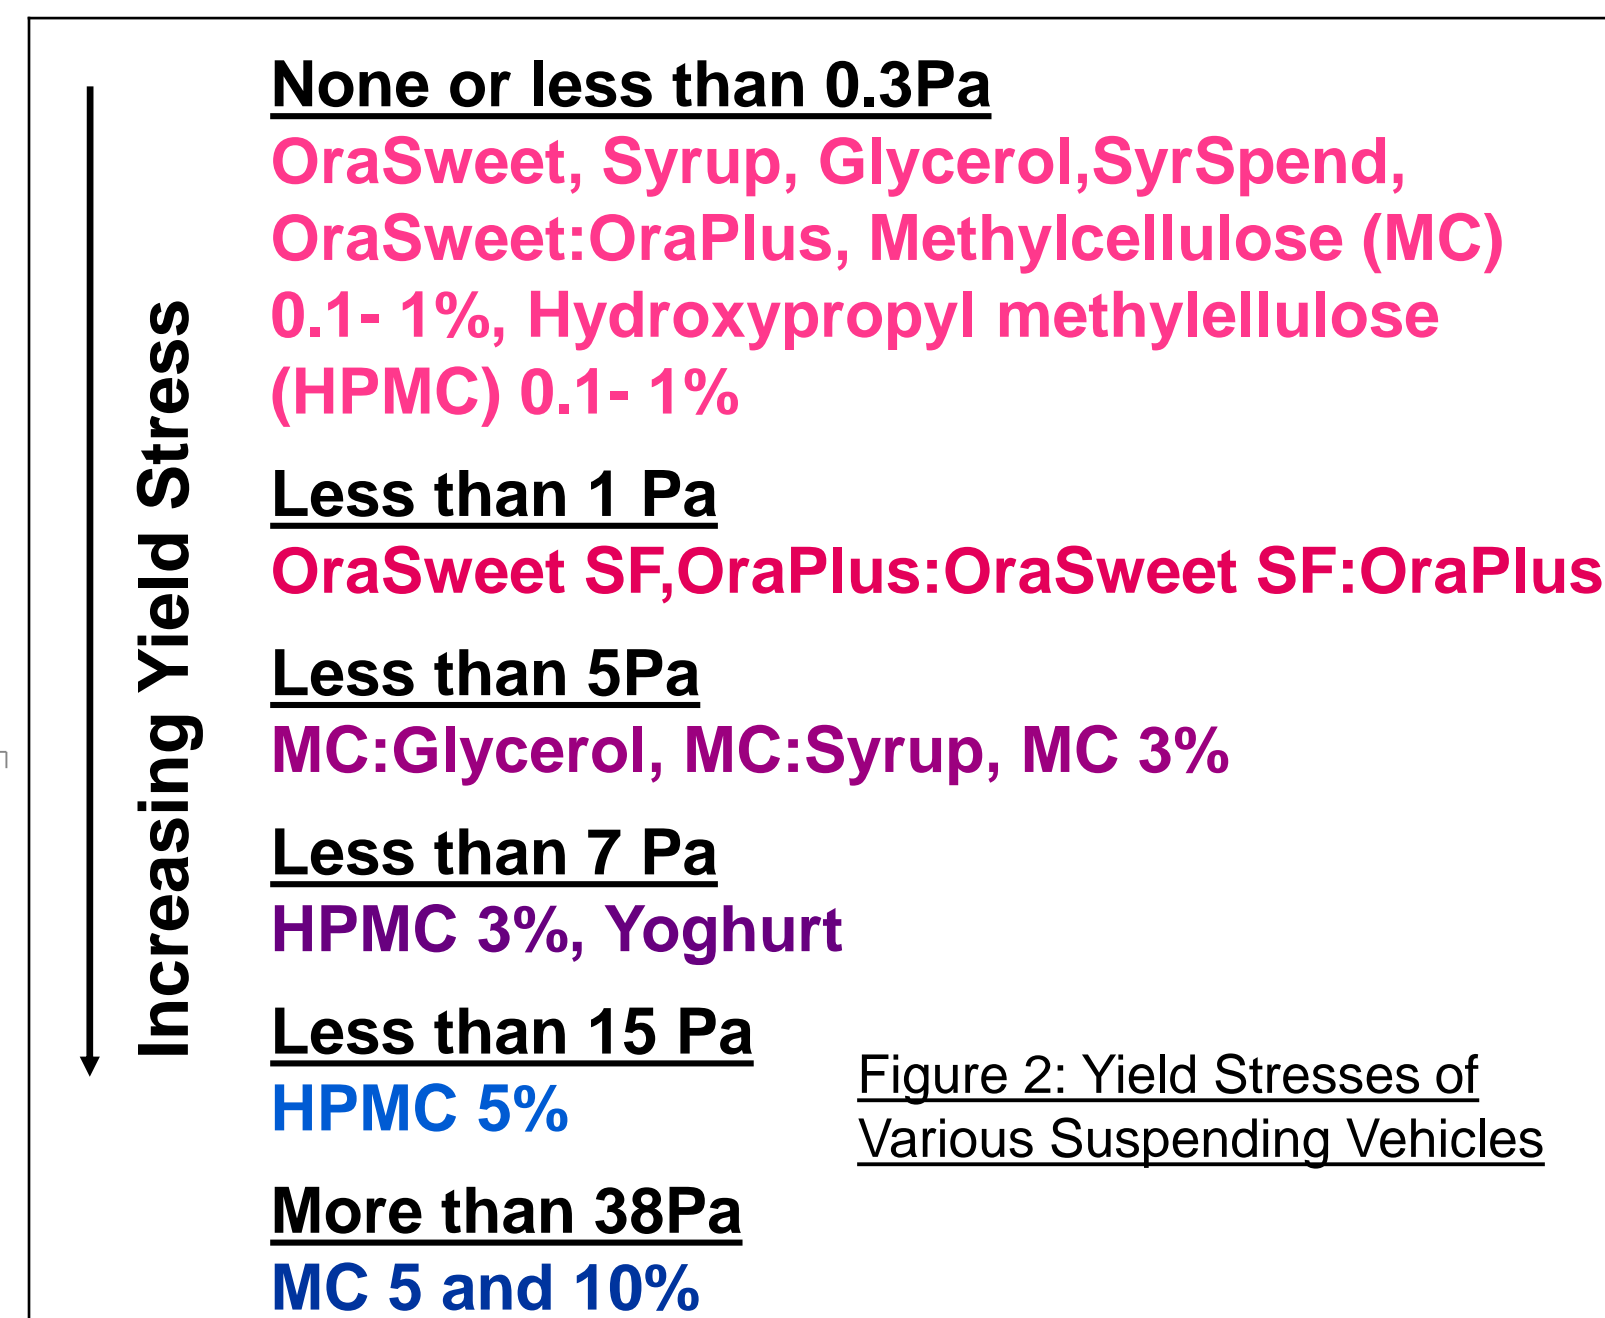 Increasing Yield Stress
None or less than 0.3Pa
OraSweet, Syrup, Glycerol,SyrSpend,
OraSweet:OraPlus, Methylcellulose (MC)
0.1- 1%, Hydroxypropyl methylellulose
(HPMC) 0.1- 1%
Less than 1 Pa
OraSweet SF,OraPlus:OraSweet SF:OraPlus
Less than 5Pa
MC:Glycerol, MC:Syrup, MC 3%
Less than 7 Pa
HPMC 3%, Yoghurt
Less than 15 Pa
HPMC 5%
More than 38Pa
MC 5 and 10%
Figure 2: Yield Stresses of
Various Suspending Vehicles